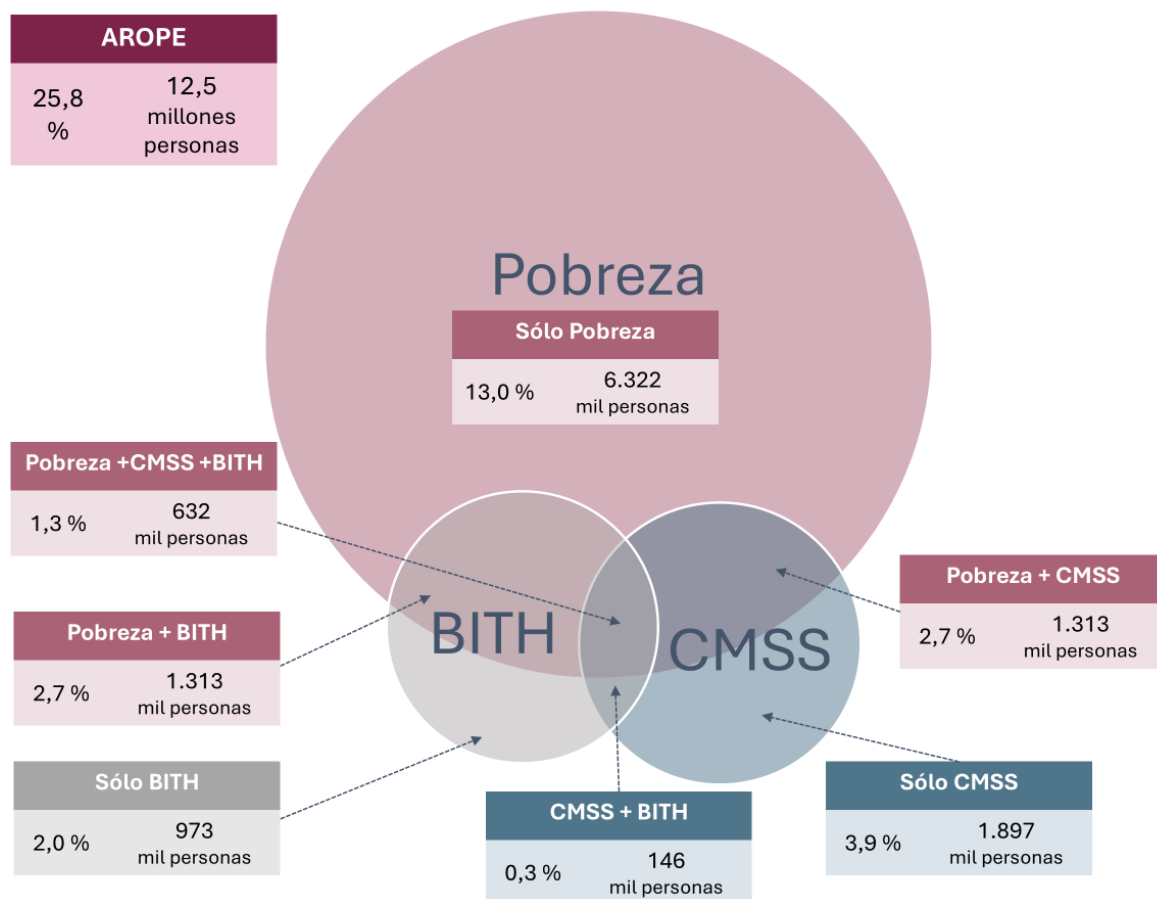 AROPE
25,8
%
12,5
millones
personas
Pobreza
Sólo Pobreza
13,0 %
6.322
mil personas
Pobreza +CMSS +BITH
1,3 %
632
mil personas
Pobreza + CMSS
2,7 %
1.313
mil personas
BITH
CMSS
Pobreza + BITH
2,7 %
1.313
mil personas
Sólo BITH
2,0 %
973
mil personas
CMSS + BITH
0,3 %
146
mil personas
Sólo CMSS
3,9 %
1.897
mil personas